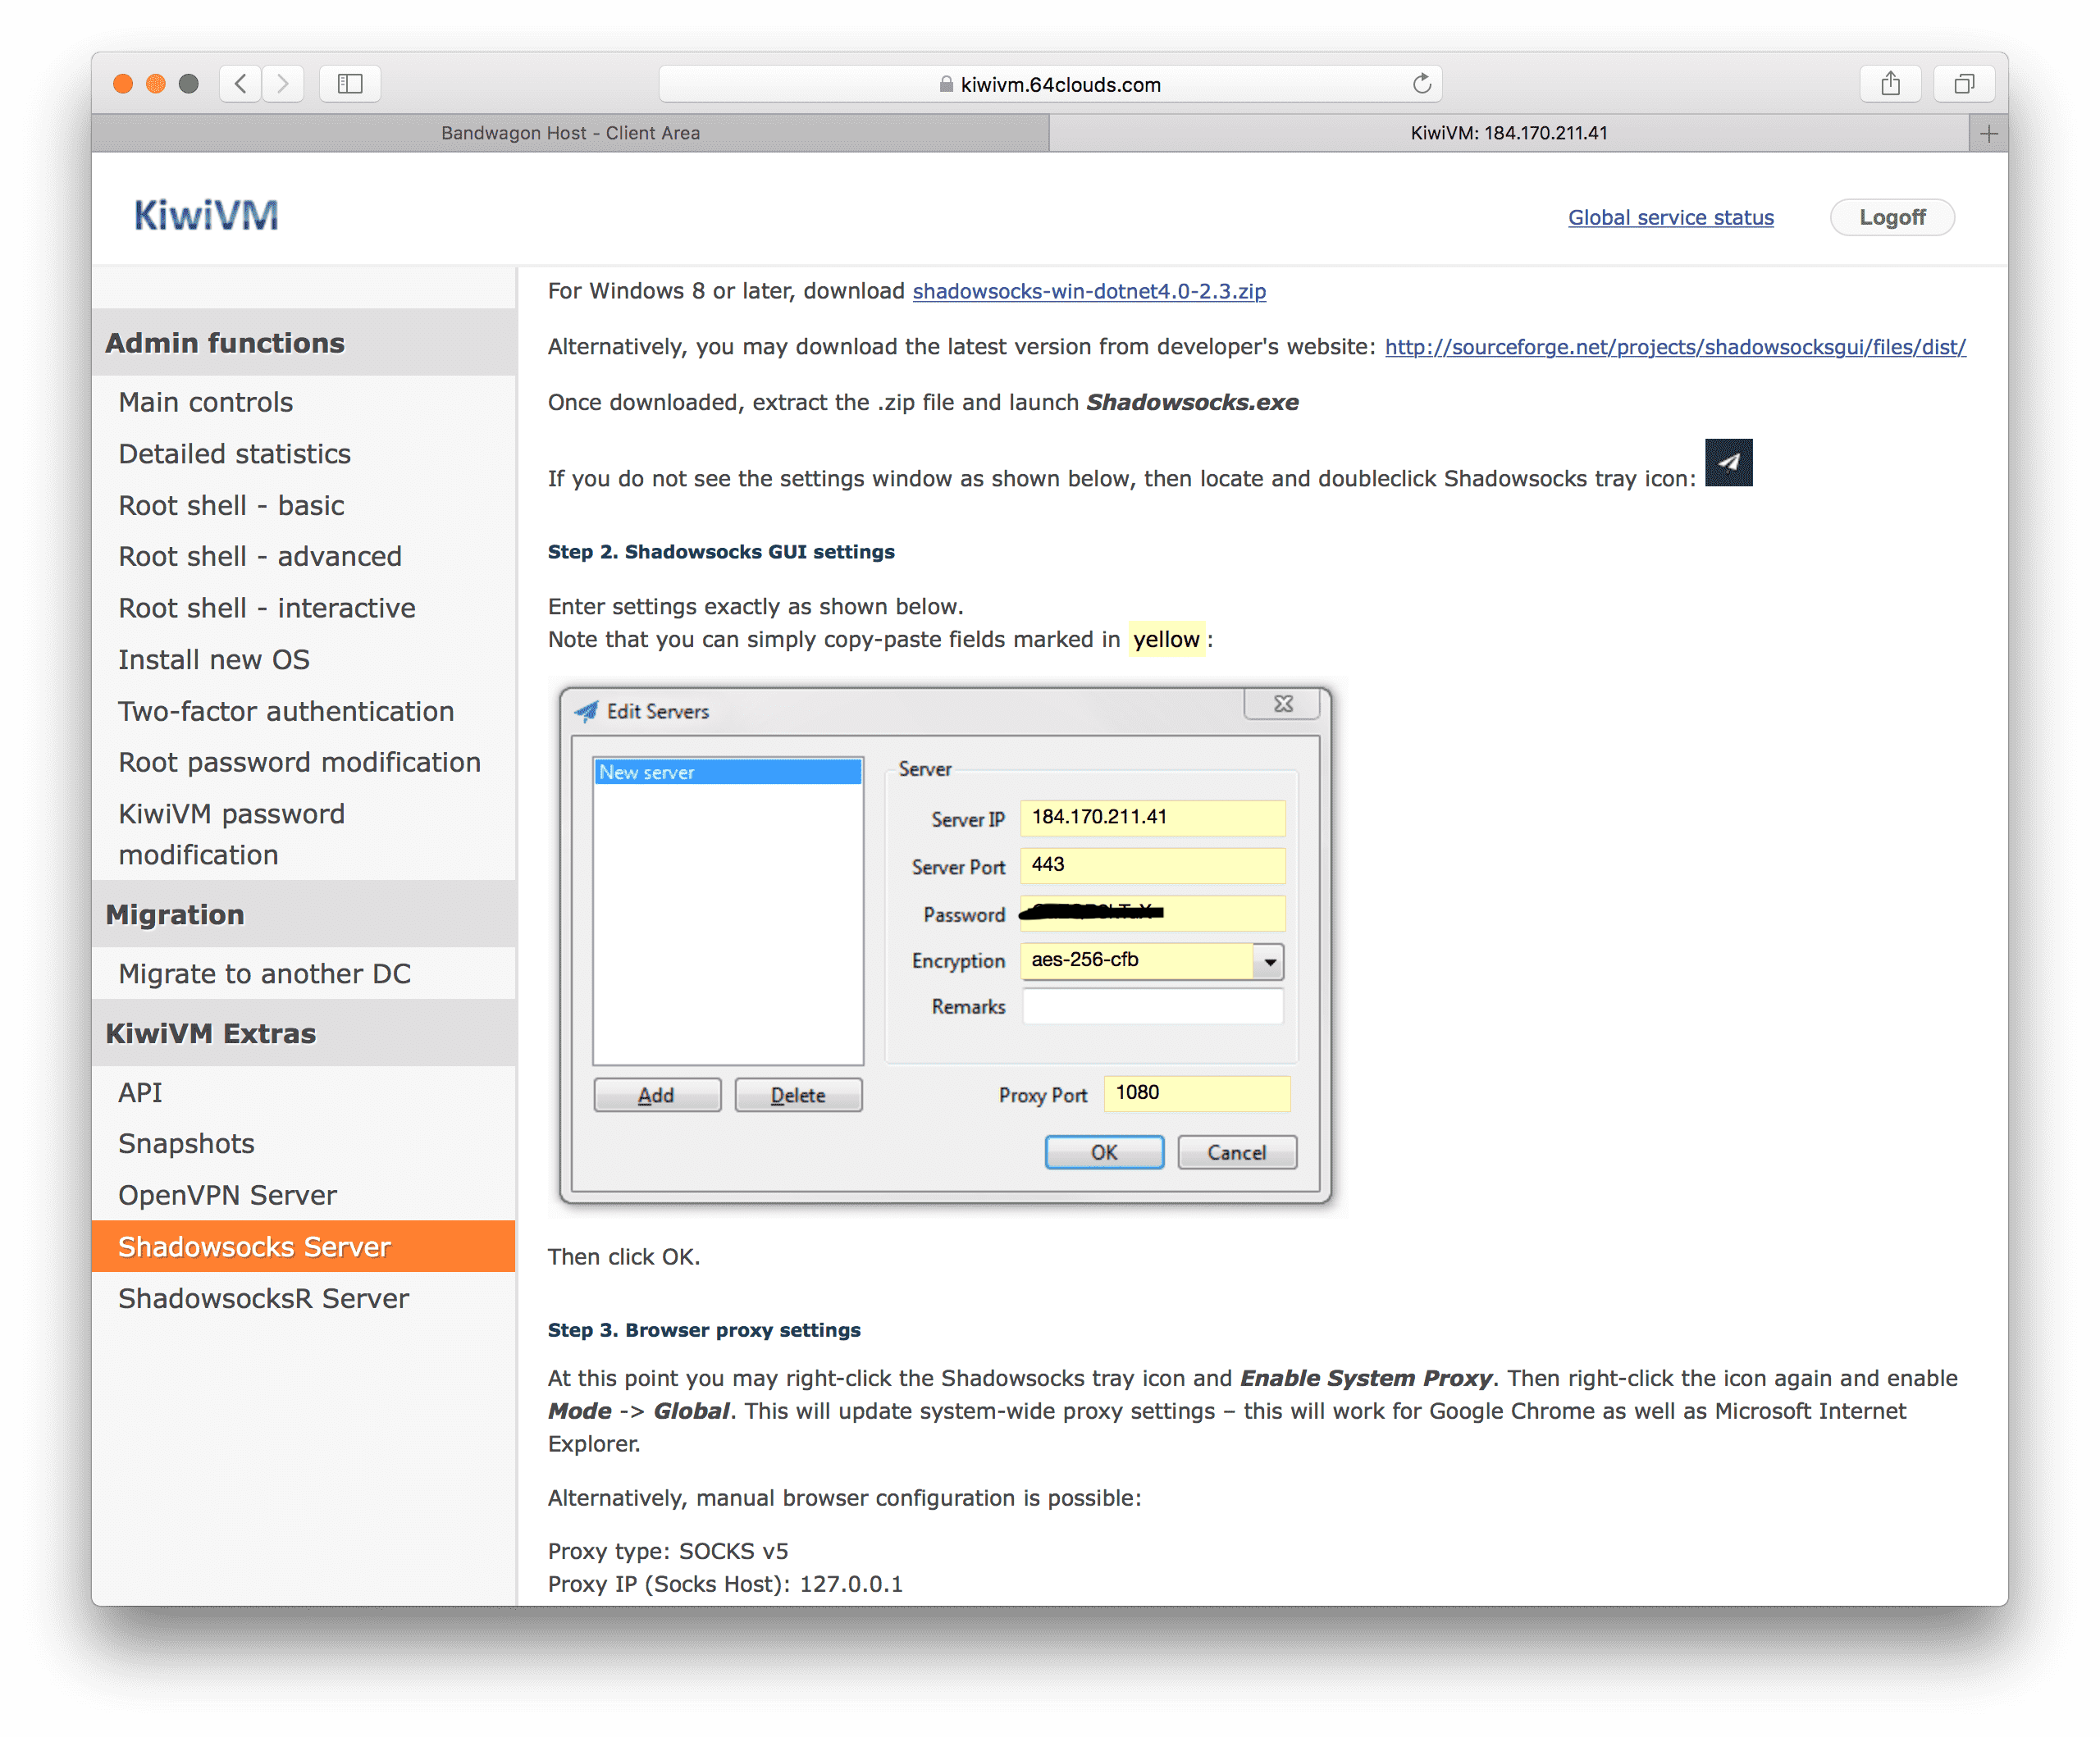 kiwivm.64clouds.com
Bandwagon Host - Client Area
KiwiVM: 184.170.211.41
KiwiVM
Global service status
Logoff
Admin functions
Main controls
Detailed statistics
Root shell - basic
Root shell - advanced
Root shell - interactive
Install new OS
Two-factor authentication
Root password modification
KiwiVM password
modification
Migration
Migrate to another DC
KiwiVM Extras
API
Snapshots
OpenVPN Server
Shadowsocks Server
ShadowsocksR Server
For Windows 8 or later, download shadowsocks-win-dotnet4.0-2.3.zip
Alternatively, you may download the latest version from developer's website: http://sourceforge.net/projects/shadowsocksgui/files/dist/
Once downloaded, extract the .zip file and launch Shadowsocks.exe
If you do not see the settings window as shown below, then locate and doubleclick Shadowsocks tray icon:
Step 2. Shadowsocks GUI settings
Enter settings exactly as shown below.
Note that you can simply copy-paste fields marked in yellow :
Edit Servers
New server
Server
Server IP 184.170.211.41
Server Port 443
Password
Encryption aes-256-cfb
Remarks
Add Delete
Proxy Port 1080
OK Cancel
Then click OK.
Step 3. Browser proxy settings
At this point you may right-click the Shadowsocks tray icon and Enable System Proxy. Then right-click the icon again and enable
Mode -> Global. This will update system-wide proxy settings – this will work for Google Chrome as well as Microsoft Internet
Explorer.
Alternatively, manual browser configuration is possible:
Proxy type: SOCKS v5
Proxy IP (Socks Host): 127.0.0.1